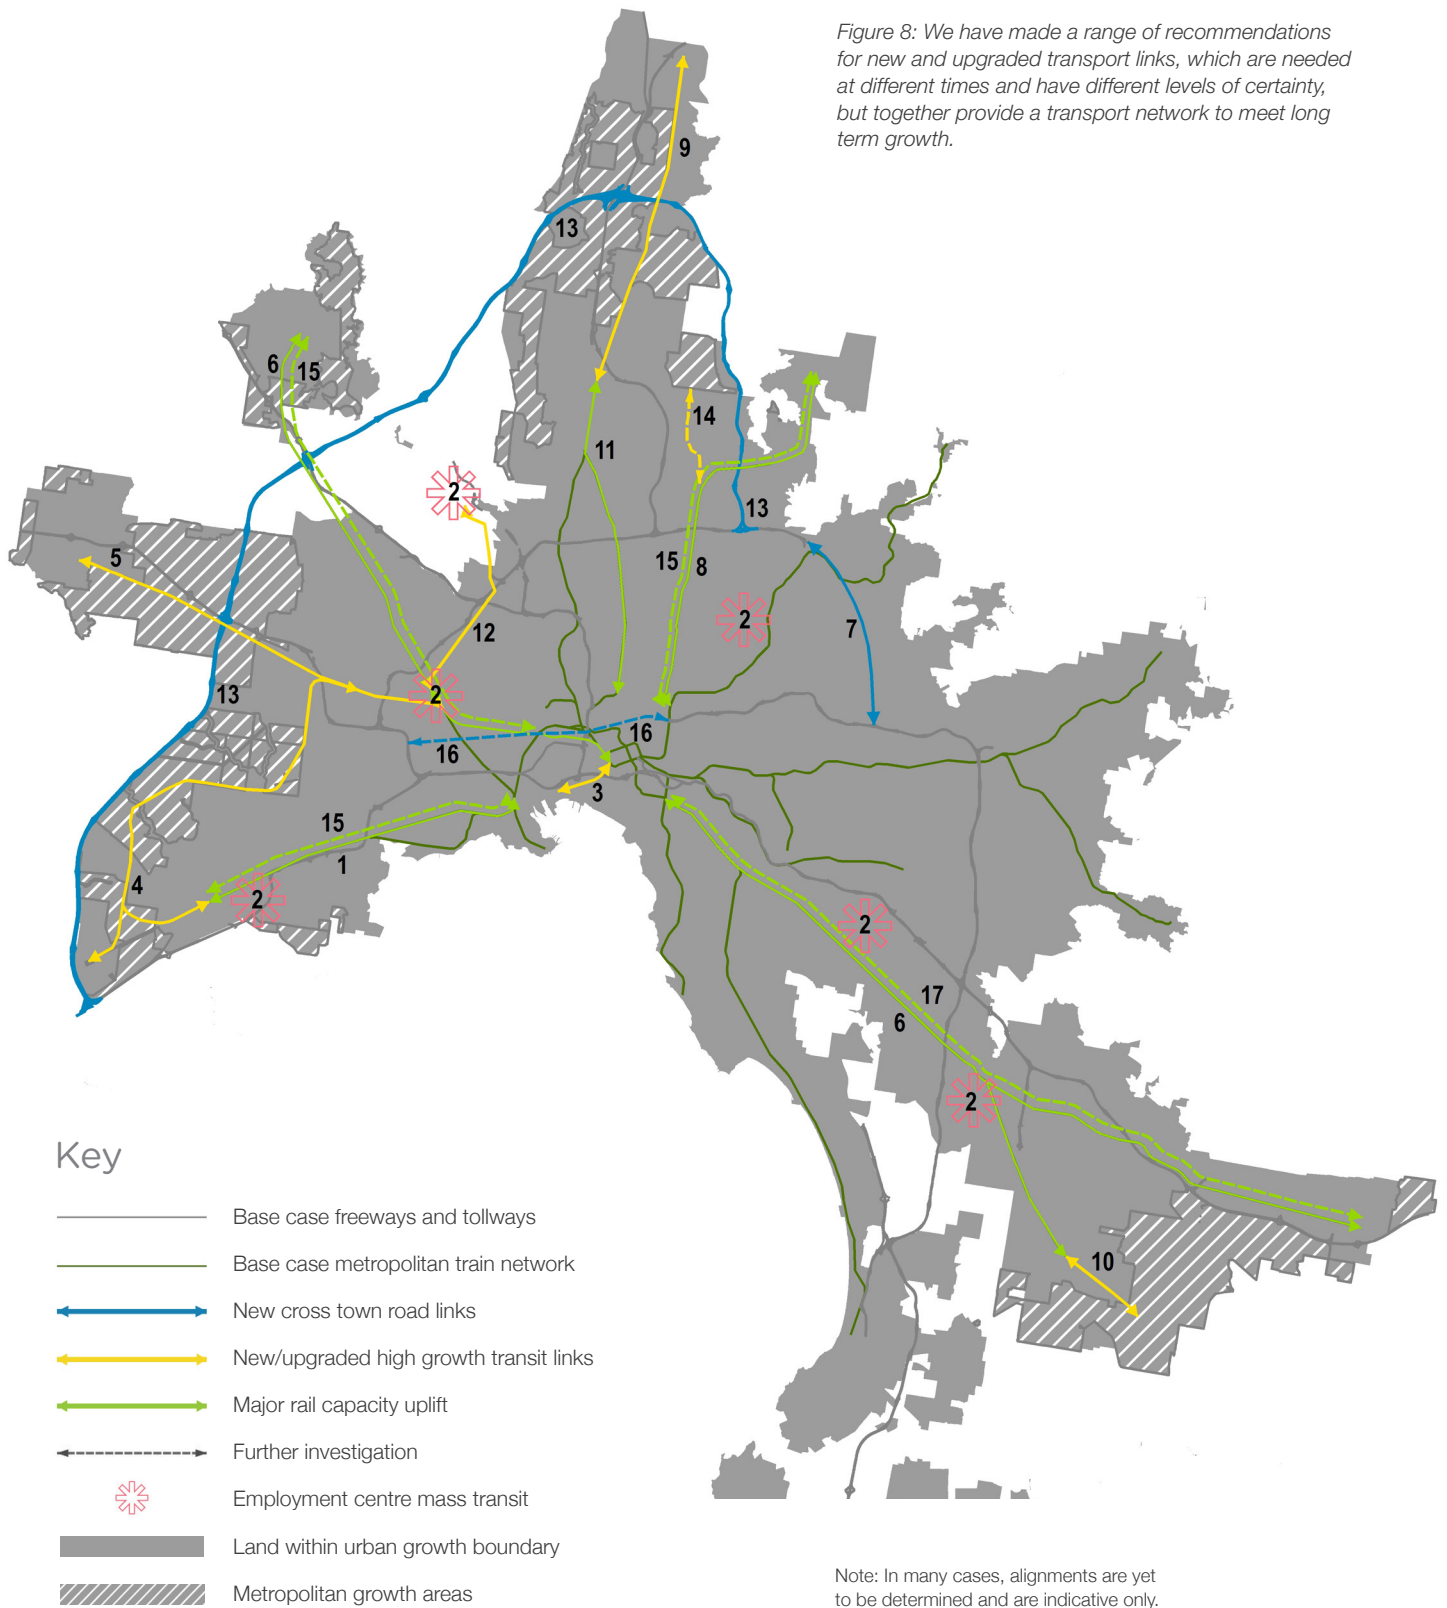 Figure 8: We have made a range of recommendations
for new and upgraded transport links, which are needed
at different times and have different levels of certainty,
but together provide a transport network to meet long
term growth.
9
13
6
15
14
11
2
13
5
15
8
2
7
12
2
13
16
16
3
15
1
4
2
2
17
6
2
10
Key
Base case freeways and tollways
Base case metropolitan train network
New cross town road links
New/upgraded high growth transit links
Major rail capacity uplift
Further investigation
Employment centre mass transit
Land within urban growth boundary
Metropolitan growth areas
Note: In many cases, alignments are yet
to be determined and are indicative only.